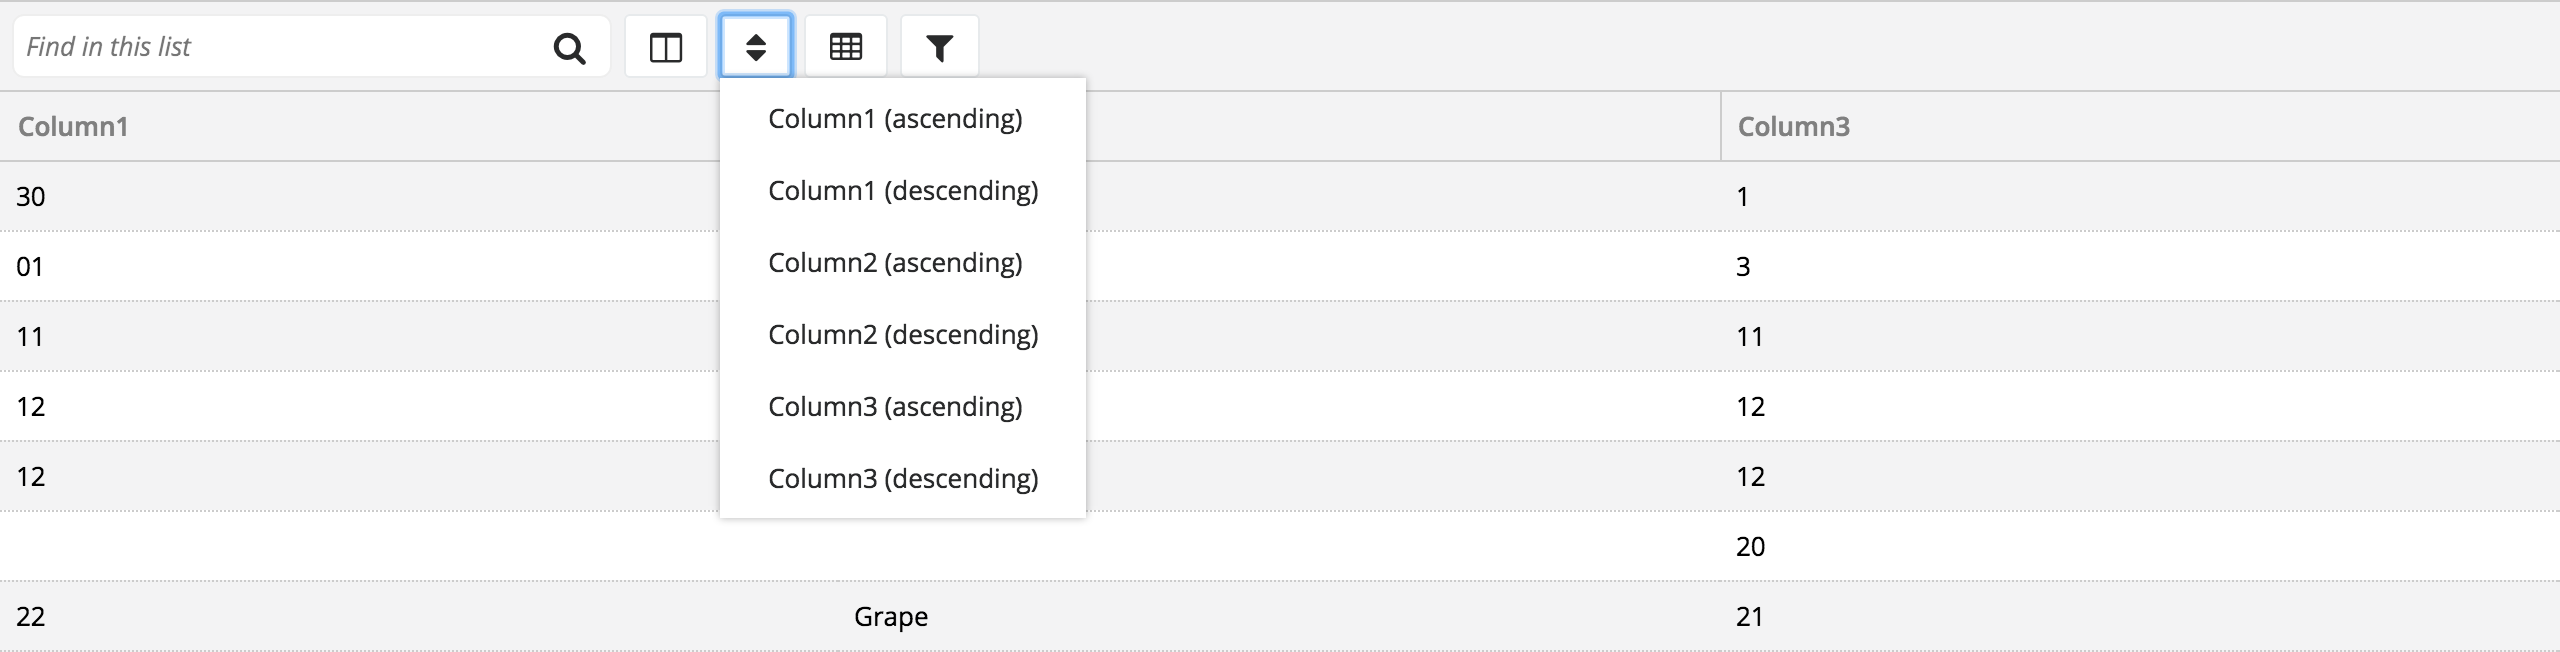 Find in this list
Column1 (ascending)
Column1 Column3
Column1 (descending)
30 1
Column2 (ascending)
01 3
Column2 (descending)
11 11
Column3 (ascending)
12 12
Column3 (descending)
12 12
20
22 Grape 21